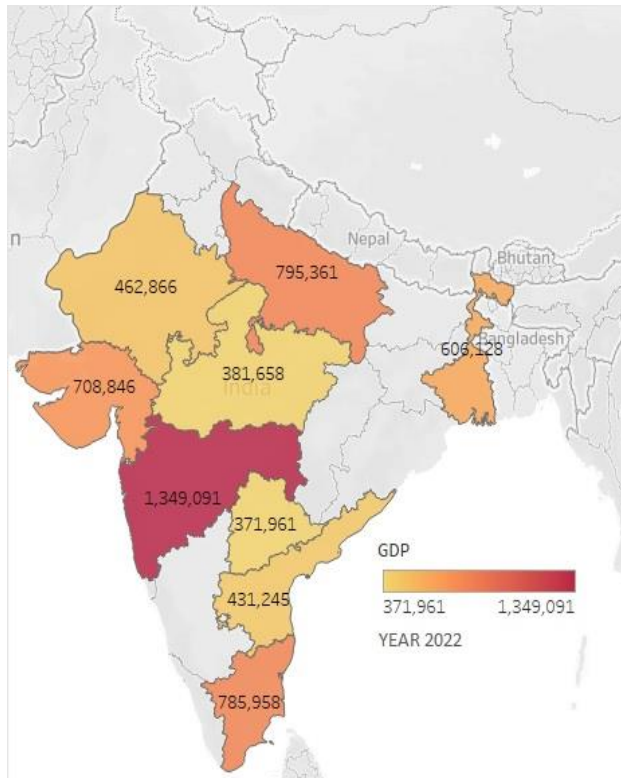 n
Nepal
Bhutan
462,866
795,361
606,128
Bangladesh
708,846
381,658
India
1,349,091
371,961
GDP
371,961 1,349,091
431,245
YEAR 2022
785,958